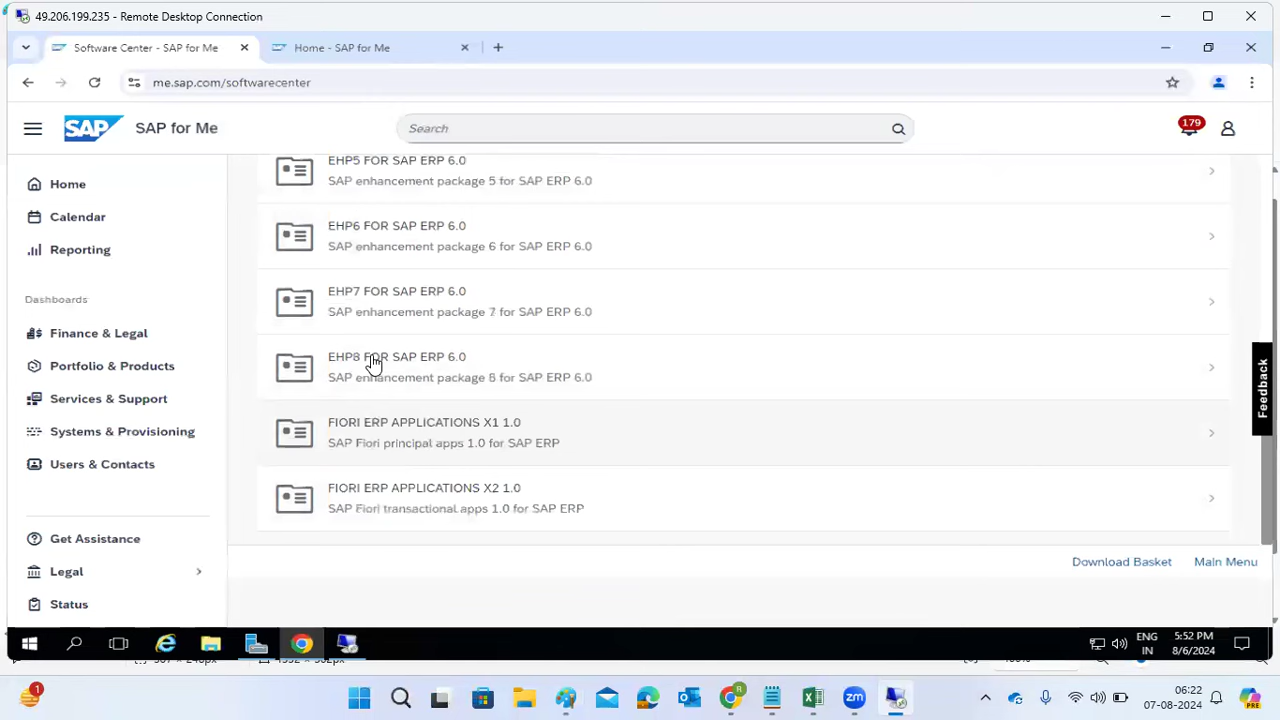 49.206.199.235 - Remote Desktop Connection
Software Center - SAP for Me
Home - SAP for Me
me.sap.com/softwarecenter
SAP
SAP for Me
Search
179
Home
Calendar
Reporting
Dashboards
Finance & Legal
Portfolio & Products
Services & Support
Systems & Provisioning
Users & Contacts
Get Assistance
Legal
Status
EHP5 FOR SAP ERP 6.0
SAP enhancement package 5 for SAP ERP 6.0
EHP6 FOR SAP ERP 6.0
SAP enhancement package 6 for SAP ERP 6.0
EHP7 FOR SAP ERP 6.0
SAP enhancement package 7 for SAP ERP 6.0
EHP8 FOR SAP ERP 6.0
SAP enhancement package 8 for SAP ERP 6.0
FIORI ERP APPLICATIONS X1 1.0
SAP Fiori principal apps 1.0 for SAP ERP
FIORI ERP APPLICATIONS X2 1.0
SAP Fiori transactional apps 1.0 for SAP ERP
Download Basket
Main Menu
Feedback
ENG
IN
5:52 PM
8/6/2024
1
06:22
07-08-2024
PRE